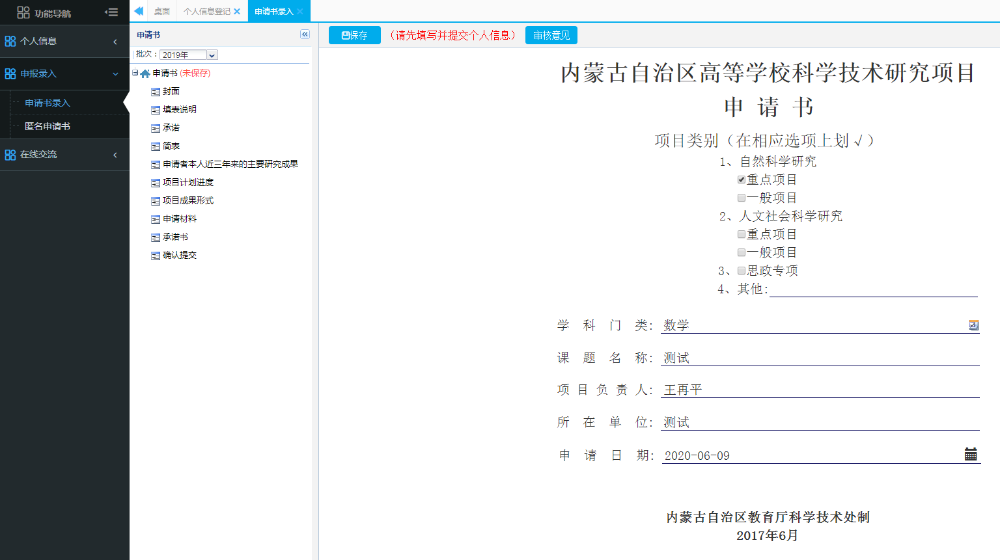 功能导航
个人信息
申报录入
申请书录入
匿名申请书
在线交流
桌面
个人信息登记
申请书录入
申请书
批次：
2019年
申请书 (未保存)
封面
填表说明
承诺
简表
申请者本人近三年来的主要研究成果
项目计划进度
项目成果形式
申请材料
承诺书
确认提交
保存 （请先填写并提交个人信息） 审核意见
内蒙古自治区高等学校科学技术研究项目
申 请 书
项目类别（在相应选项上划√）
1、自然科学研究
重点项目
一般项目
2、人文社会科学研究
重点项目
一般项目
3、思政专项
4、其他:
学 科 门 类: 数学
课 题 名 称: 测试
项 目 负 责 人: 王再平
所 在 单 位: 测试
申 请 日 期: 2020-06-09
内蒙古自治区教育厅科学技术处制
2017年6月